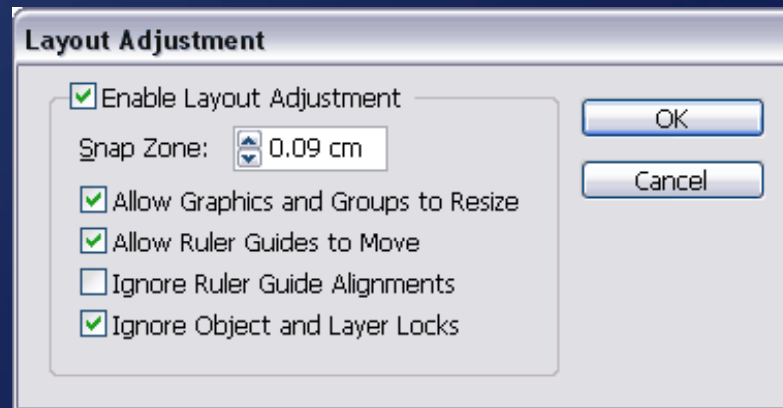 Layout Adjustment
Enable Layout Adjustment
OK
Snap Zone: 0.09 cm
Cancel
Allow Graphics and Groups to Resize
Allow Ruler Guides to Move
Ignore Ruler Guide Alignments
Ignore Object and Layer Locks